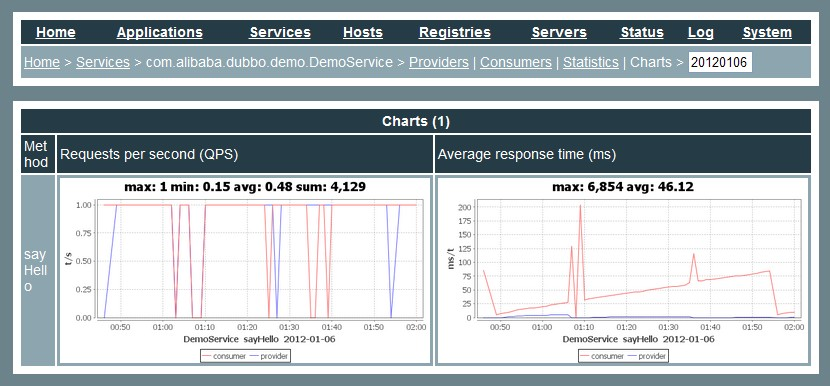 Home Applications Services Hosts Registries Servers Status Log System
Home > Services > com.alibaba.dubbo.demo.DemoService > Providers | Consumers | Statistics | Charts > 20120106
Charts (1)
Met
hod
Requests per second (QPS)
Average response time (ms)
say
Hell
o
max: 1 min: 0.15 avg: 0.48 sum: 4,129
t/s
1.00
0.75
0.50
0.25
0.00
00:50 01:00 01:10 01:20 01:30 01:40 01:50 02:00
DemoService sayHello 2012-01-06
consumer provider
max: 6,854 avg: 46.12
ms/t
200
175
150
125
100
75
50
25
0
00:50 01:00 01:10 01:20 01:30 01:40 01:50 02:00
DemoService sayHello 2012-01-06
consumer provider